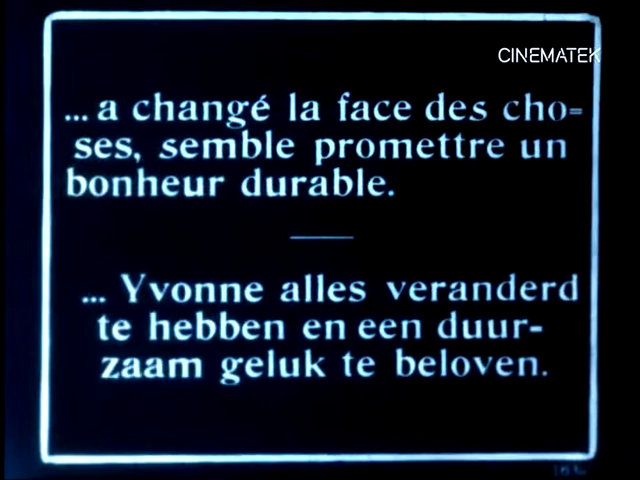 CINEMATEK
... a changé la face des cho=
ses, semble promettre un
bonheur durable.
... Yvonne alles veranderd
te hebben en een duur-
zaam geluk te beloven.